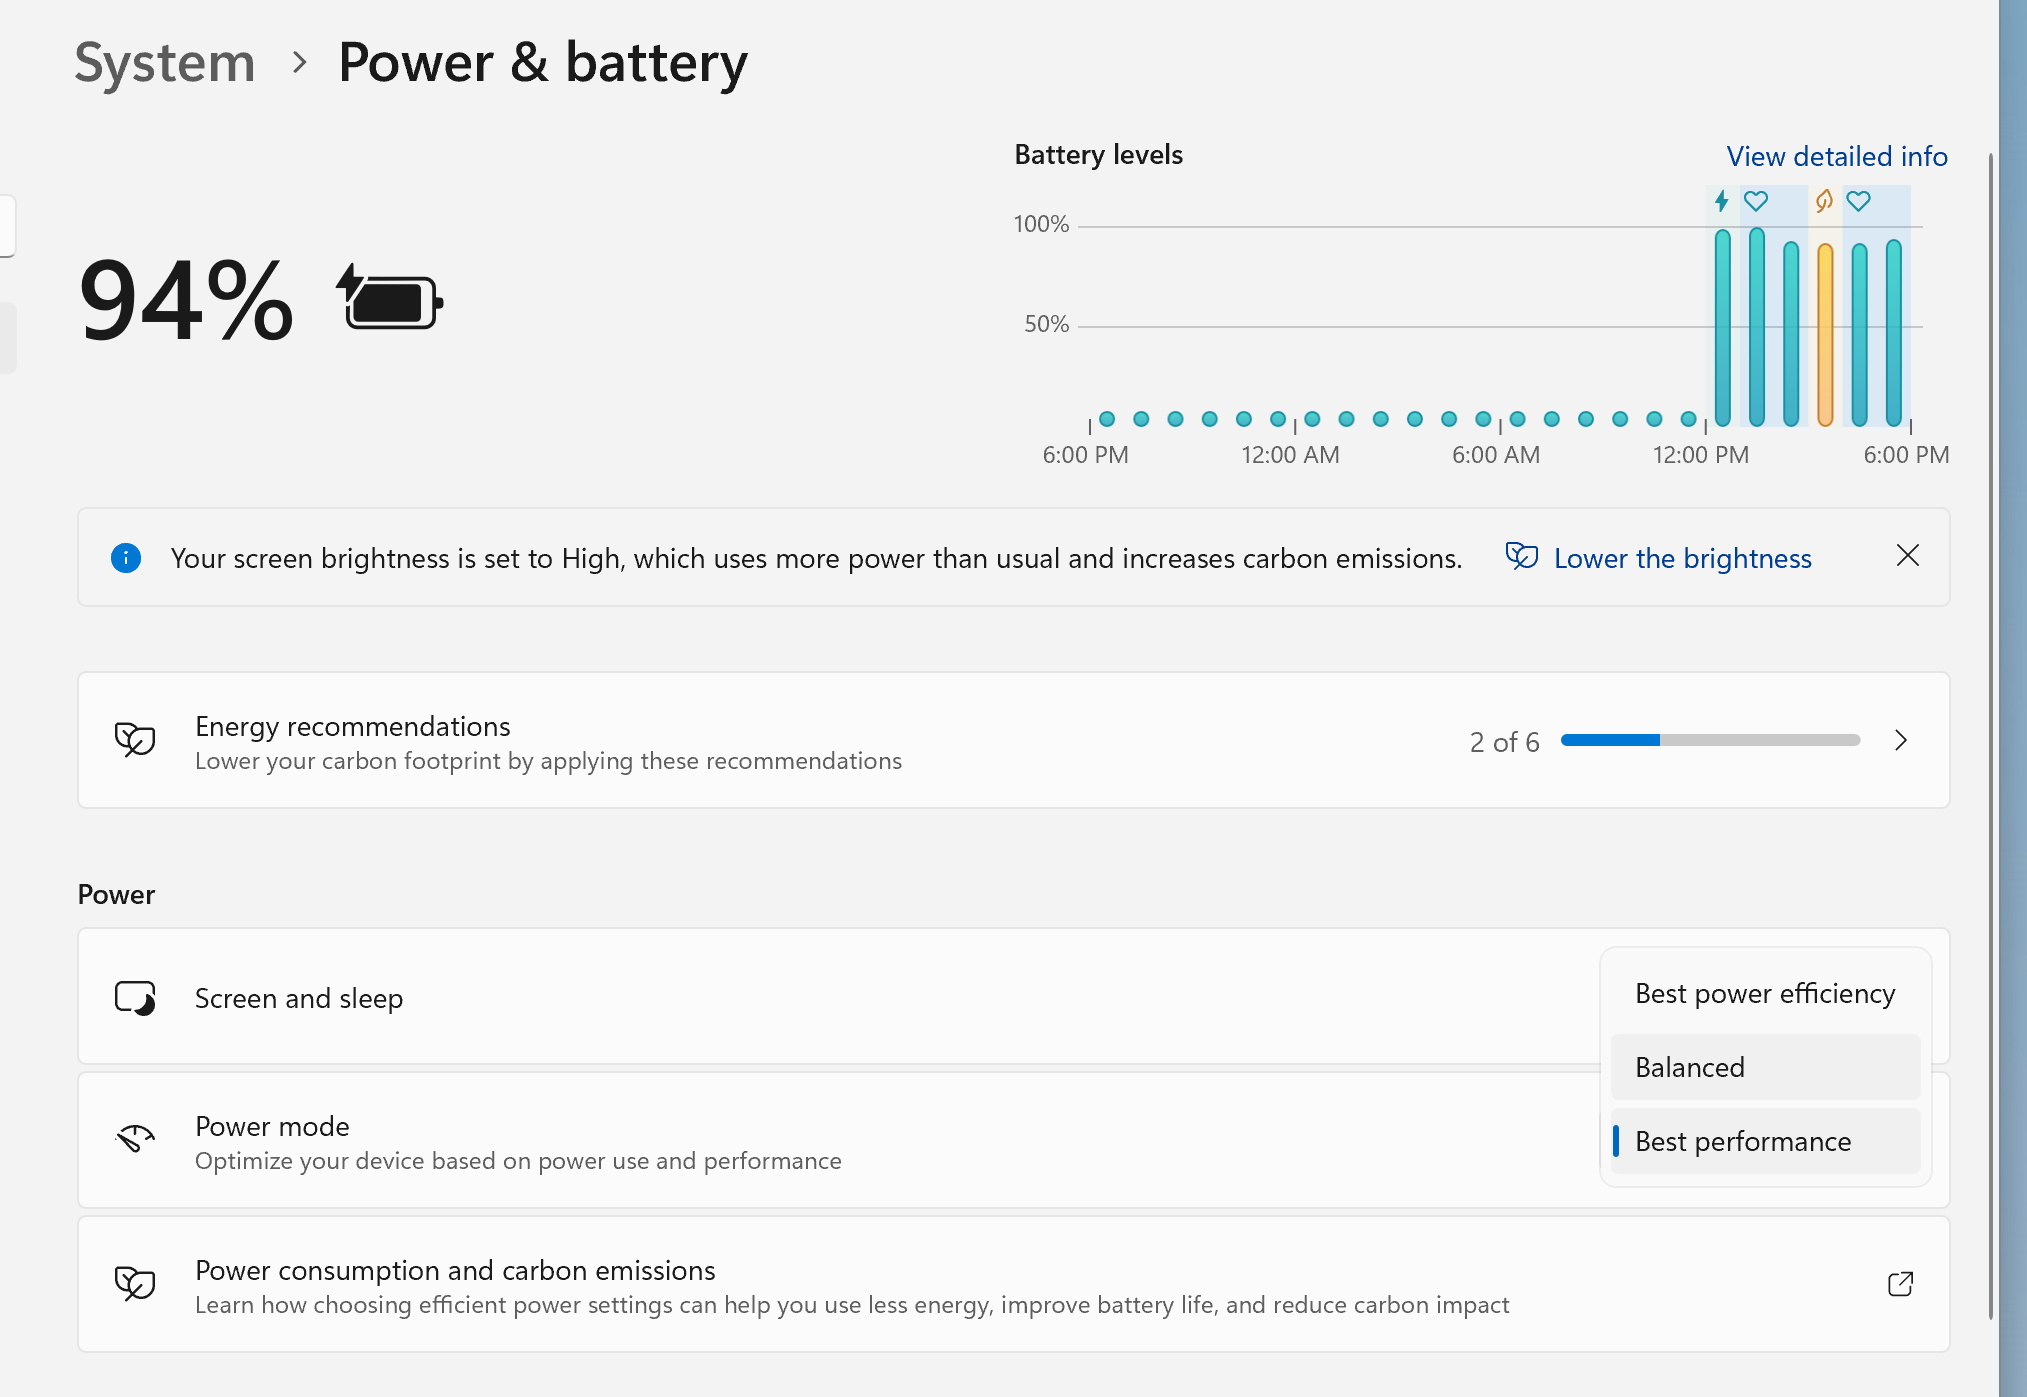 System > Power & battery
Battery levels
View detailed info
100%
94%
50%
6:00 PM
12:00 AM
6:00 AM
12:00 PM
6:00 PM
Your screen brightness is set to High, which uses more power than usual and increases carbon emissions.
Lower the brightness
Energy recommendations
Lower your carbon footprint by applying these recommendations
2 of 6
Power
Screen and sleep
Best power efficiency
Balanced
Power mode
Optimize your device based on power use and performance
Best performance
Power consumption and carbon emissions
Learn how choosing efficient power settings can help you use less energy, improve battery life, and reduce carbon impact